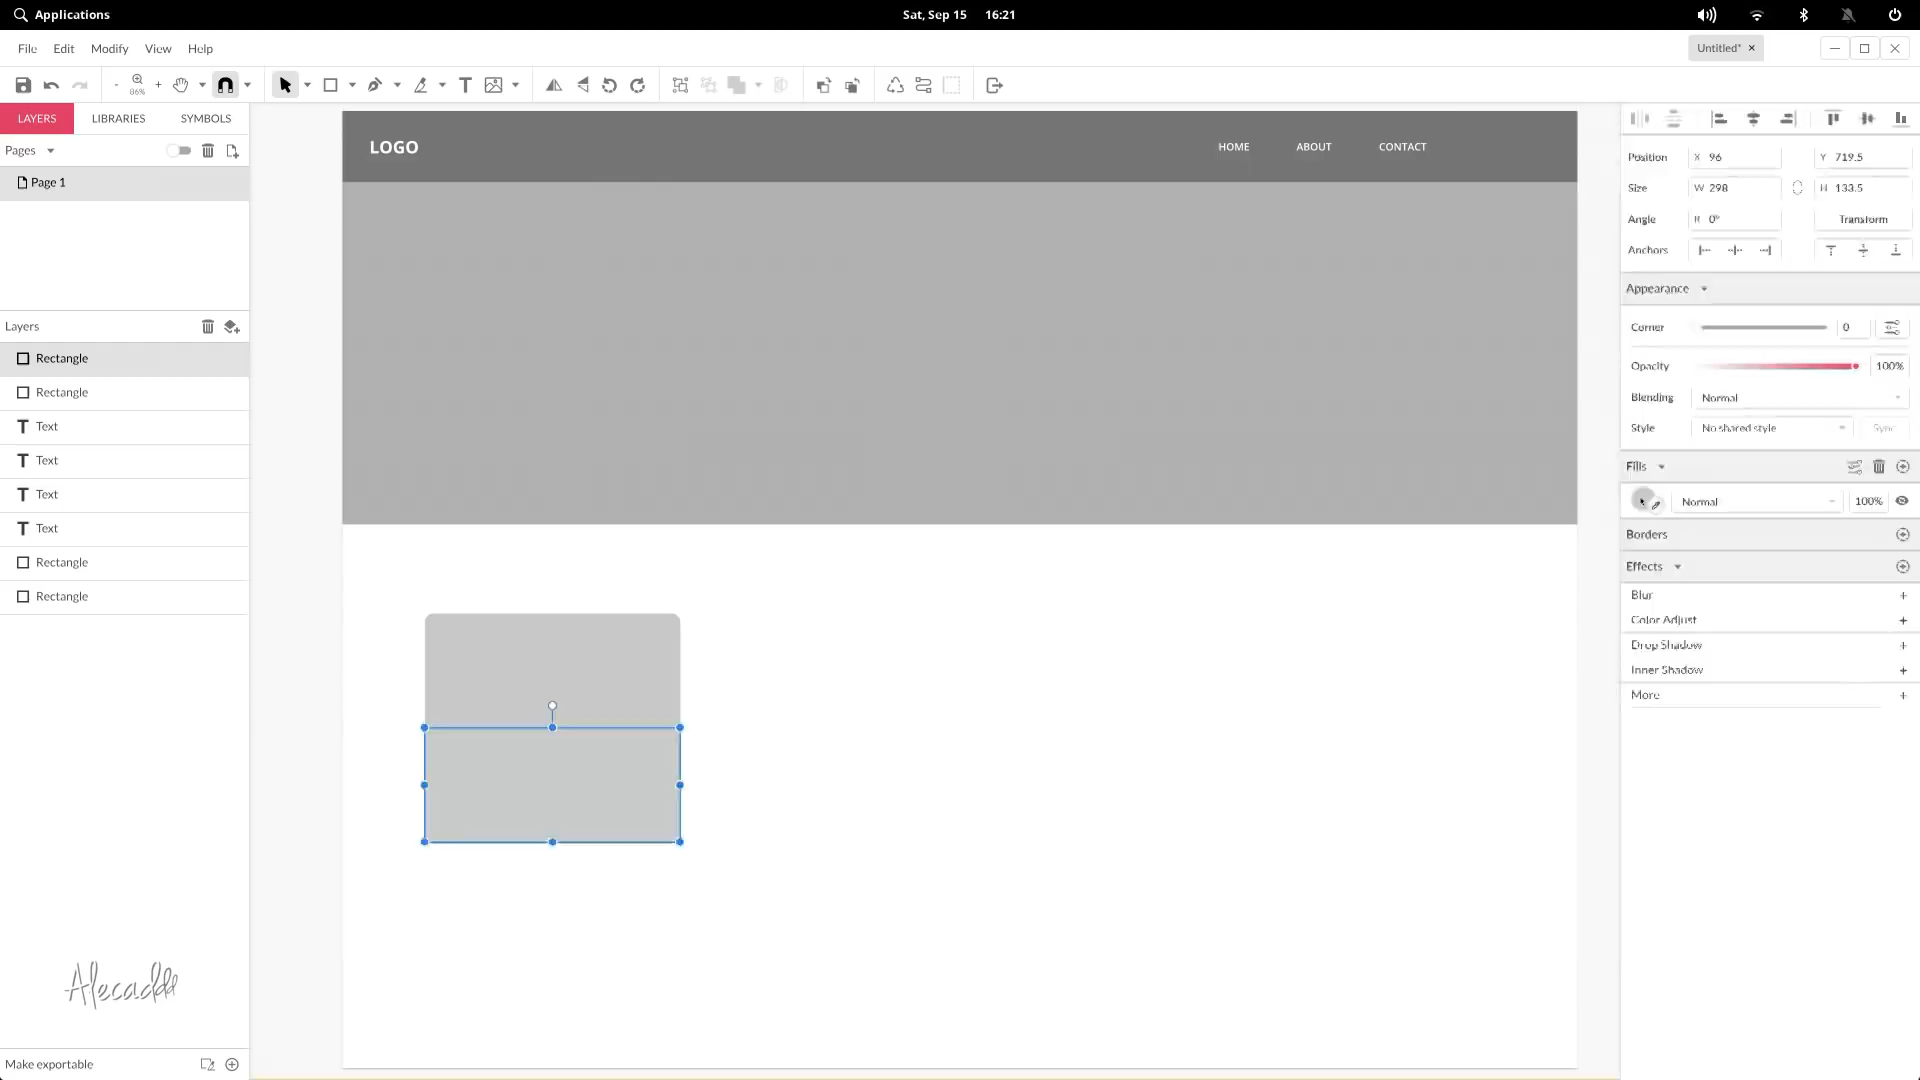 Applications
Sat, Sep 15 16:21
File Edit Modify View Help
Untitled*
86%
LAYERS LIBRARIES SYMBOLS
Pages
Page 1
Layers
Rectangle
Rectangle
Text
Text
Text
Text
Rectangle
Rectangle
Alecaddd
Make exportable
LOGO
HOME ABOUT CONTACT
Position X 96 Y 719.5
Size W 298 H 133.5
Angle R 0° Transform
Anchors
Appearance
Corner 0
Opacity 100%
Blending Normal
Style No shared style Sync
Fills
Normal 100%
Borders
Effects
Blur
Color Adjust
Drop Shadow
Inner Shadow
More